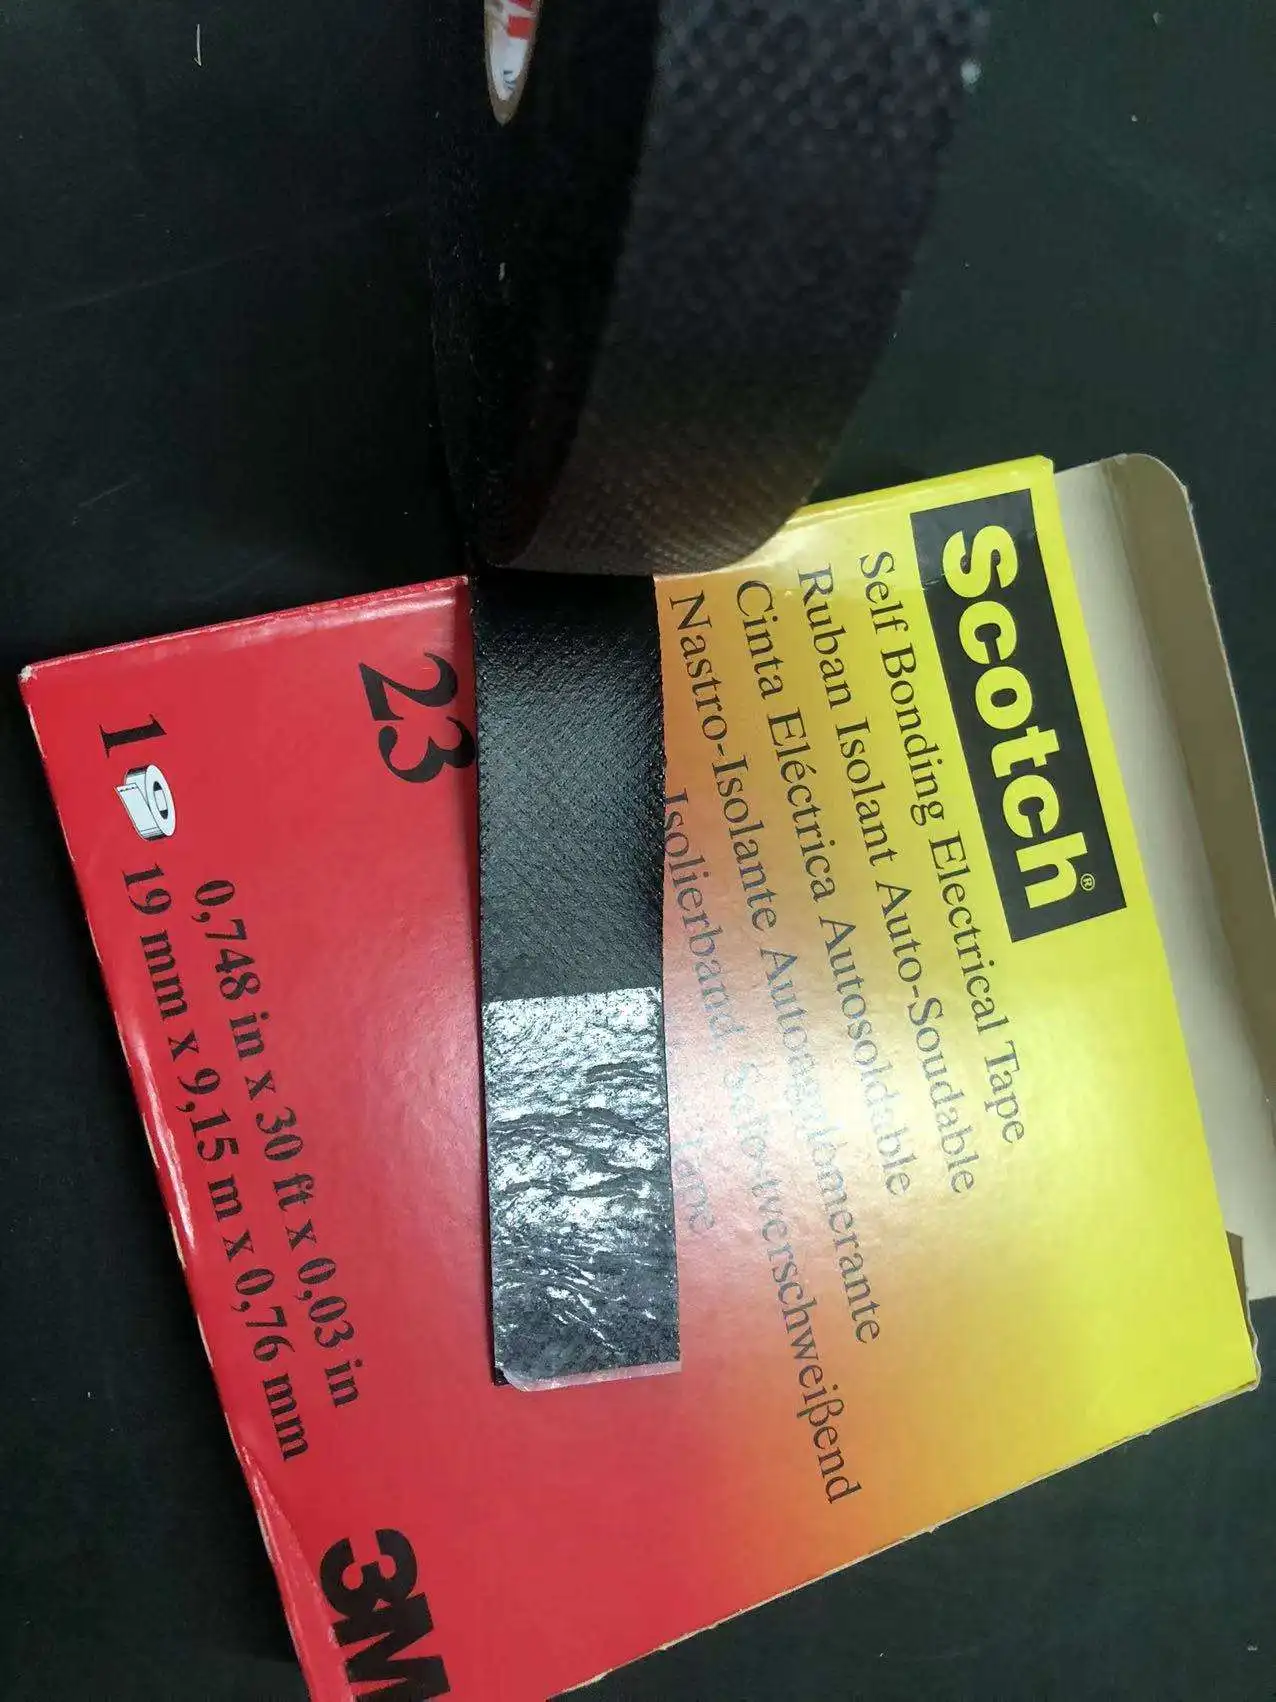 Scotch®
Self Bonding Electrical Tape
Ruban Isolant Auto-Soudable
Cinta Eléctrica Autosoldable
Nastro-Isolante Autoagglomerante
Isolierband, Selbstverschweißend
Tape
23
0,748 in x 30 ft x 0,03 in
1 19 mm x 9,15 m x 0,76 mm
3M